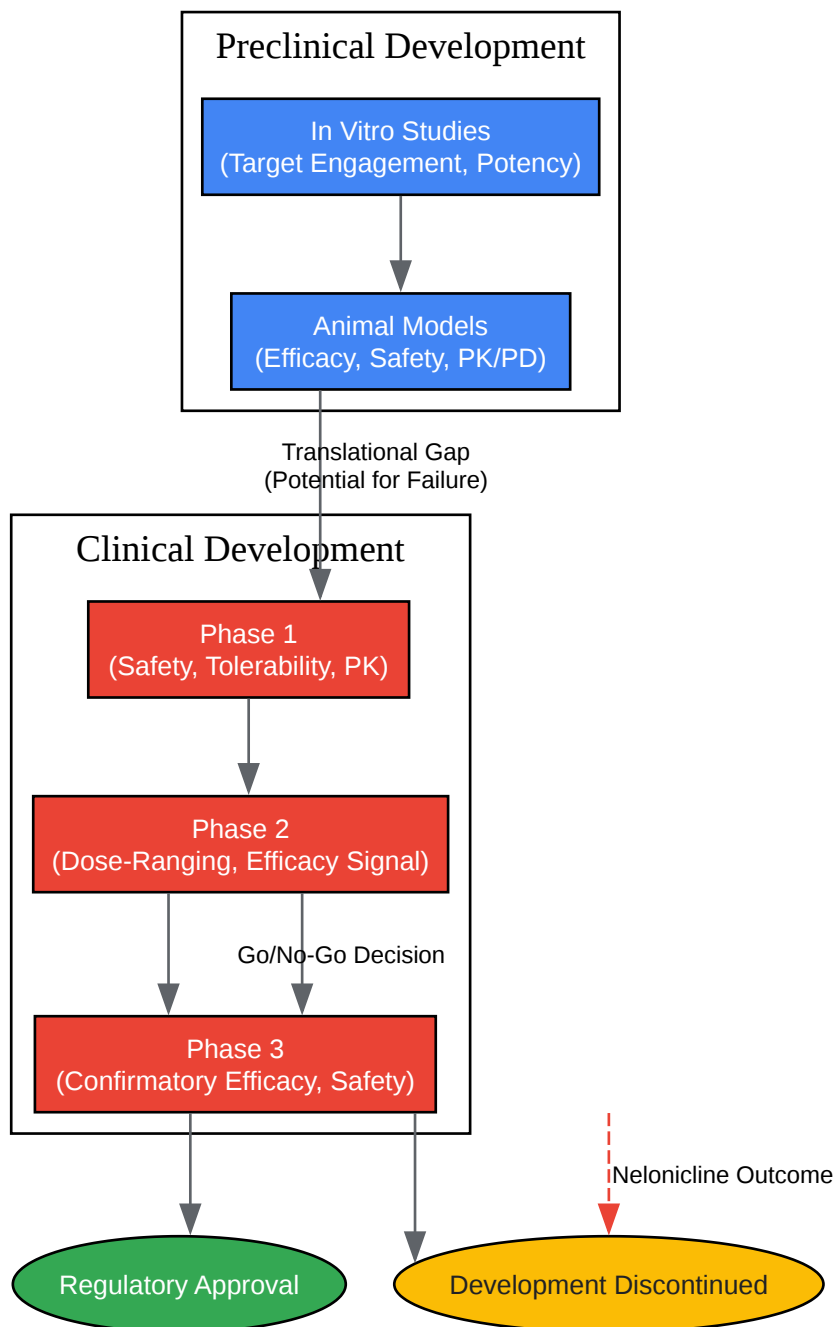 Preclinical Development
In Vitro Studies
(Target Engagement, Potency)
Animal Models
(Efficacy, Safety, PK/PD)
Translational Gap
(Potential for Failure)
Clinical Development
Phase 1
(Safety, Tolerability, PK)
Phase 2
(Dose-Ranging, Efficacy Signal)
Go/No-Go Decision
Phase 3
(Confirmatory Efficacy, Safety)
Nelonicline Outcome
Regulatory Approval
Development Discontinued